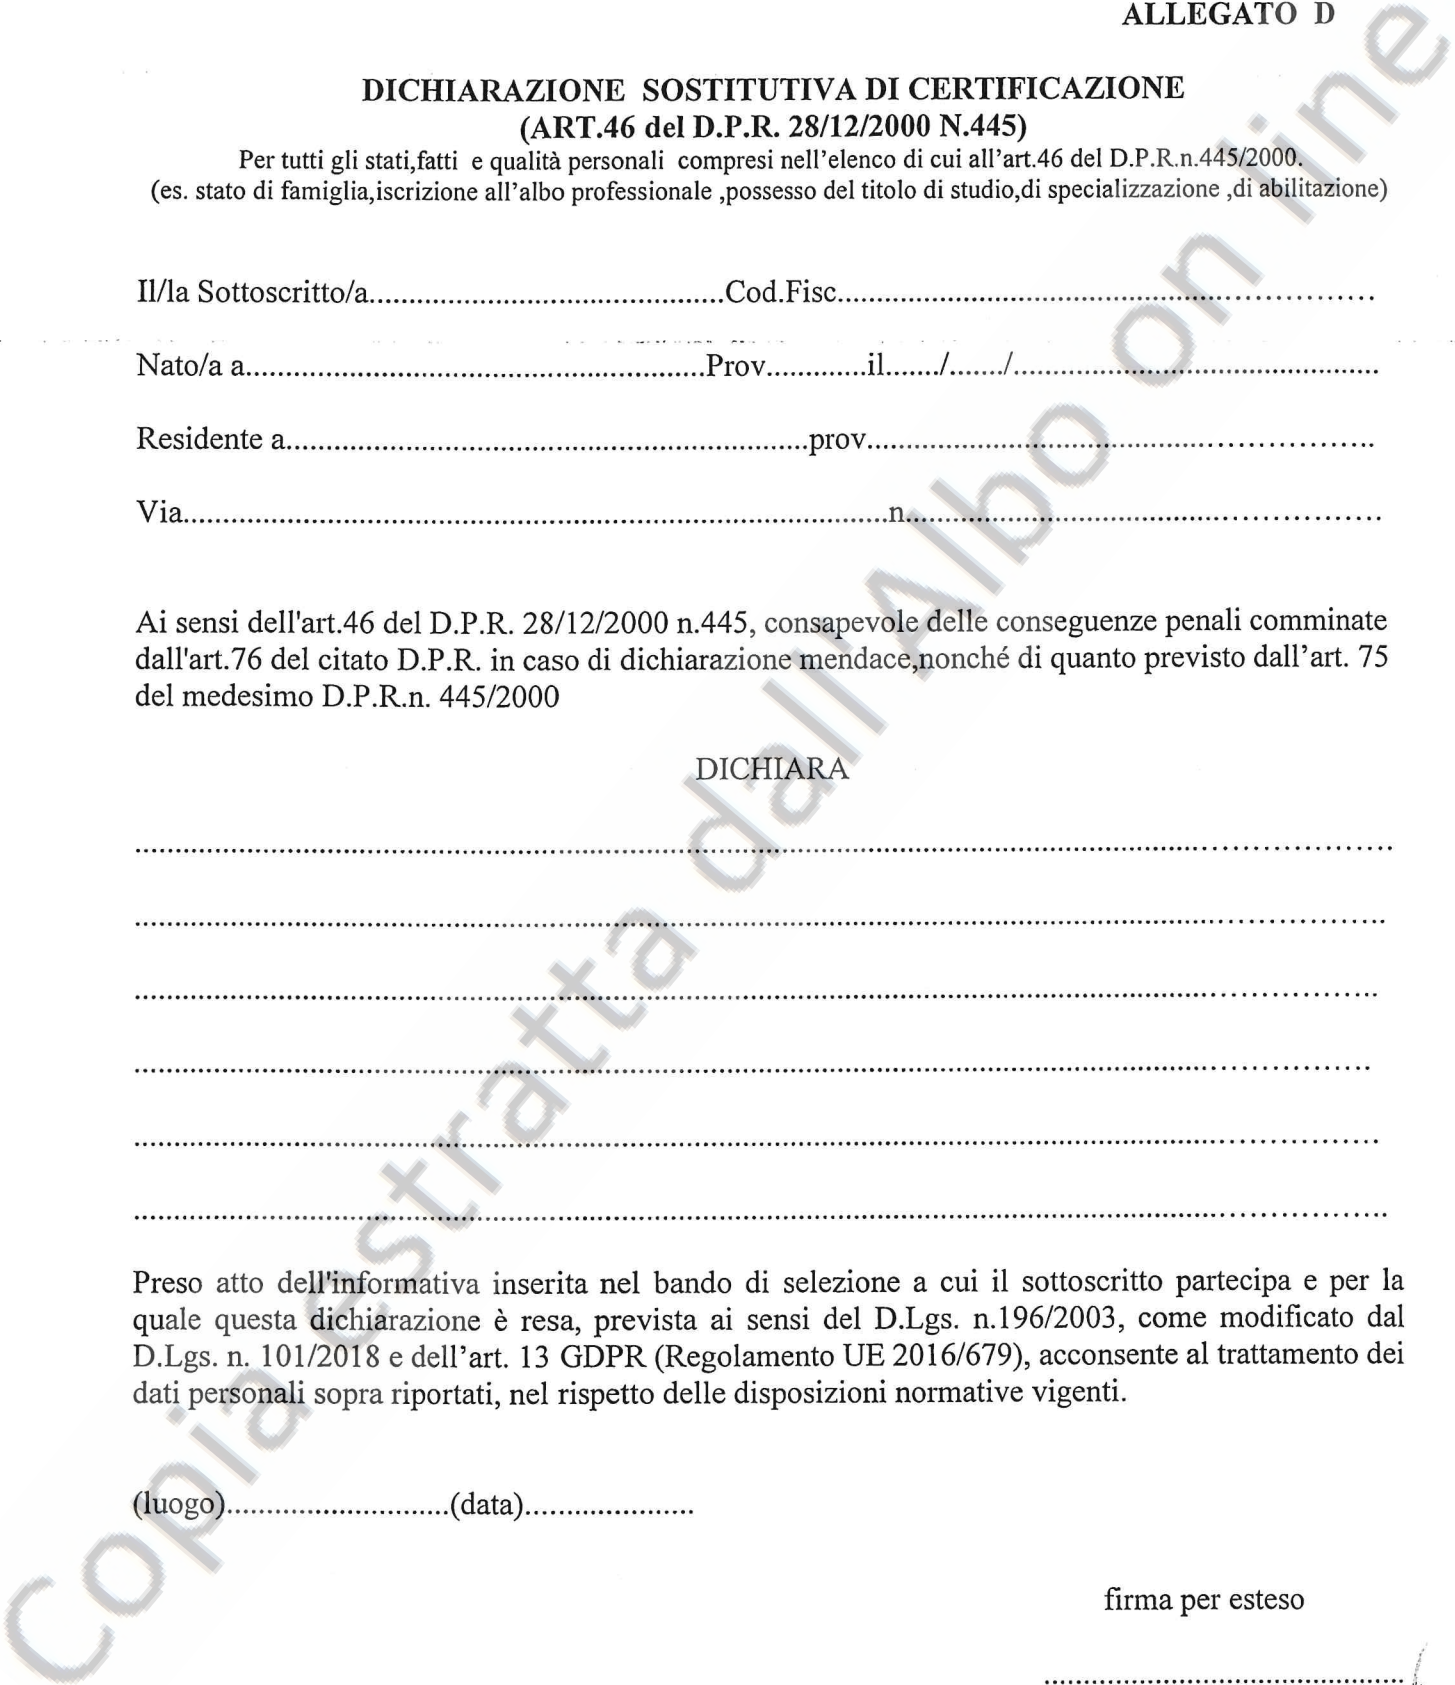 ALLEGATO D
DICHIARAZIONE SOSTITUTIVA DI CERTIFICAZIONE
(ART.46 del D.P.R. 28/12/2000 N.445)
Per tutti gli stati,fatti e qualità personali compresi nell'elenco di cui all'art.46 del D.P.R.n.445/2000.
(es. stato di famiglia,iscrizione all'albo professionale ,possesso del titolo di studio,di specializzazione ,di abilitazione)
Il/la Sottoscritto/a.............................................Cod.Fisc....................................................................
Nato/a a..........................................................Prov.............il......./......./..............................................
Residente a..................................................................prov................................................................
Via.........................................................................................n............................................................
Ai sensi dell'art.46 del D.P.R. 28/12/2000 n.445, consapevole delle conseguenze penali comminate
dall'art.76 del citato D.P.R. in caso di dichiarazione mendace,nonché di quanto previsto dall'art. 75
del medesimo D.P.R.n. 445/2000
DICHIARA
................................................................................................................................................................
................................................................................................................................................................
................................................................................................................................................................
................................................................................................................................................................
................................................................................................................................................................
................................................................................................................................................................
Preso atto dell'informativa inserita nel bando di selezione a cui il sottoscritto partecipa e per la
quale questa dichiarazione è resa, prevista ai sensi del D.Lgs. n.196/2003, come modificato dal
D.Lgs. n. 101/2018 e dell'art. 13 GDPR (Regolamento UE 2016/679), acconsente al trattamento dei
dati personali sopra riportati, nel rispetto delle disposizioni normative vigenti.
(luogo)............................(data).....................
firma per esteso
.............................................
Copia estratta dall'Albo on line